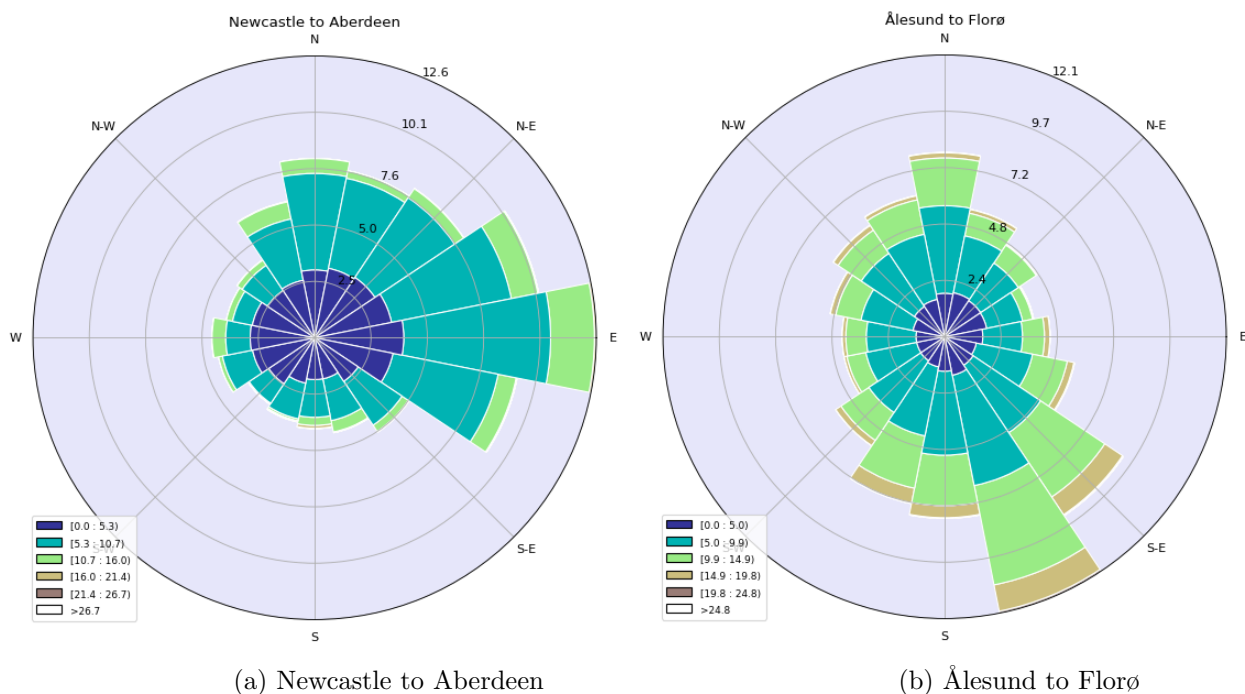 Newcastle to Aberdeen
N
12.6
N-W
10.1
N-E
7.6
5.0
2.5
W
E
[0.0 : 5.3)
[5.3 : 10.7)
S-W
[10.7 : 16.0)
[16.0 : 21.4)
[21.4 : 26.7)
>26.7
S-E
S
(a) Newcastle to Aberdeen
Ålesund to Florø
N
12.1
N-W
9.7
N-E
7.2
4.8
2.4
W
E
[0.0 : 5.0)
[5.0 : 9.9)
S-W
[9.9 : 14.9)
[14.9 : 19.8)
[19.8 : 24.8)
>24.8
S-E
S
(b) Ålesund to Florø